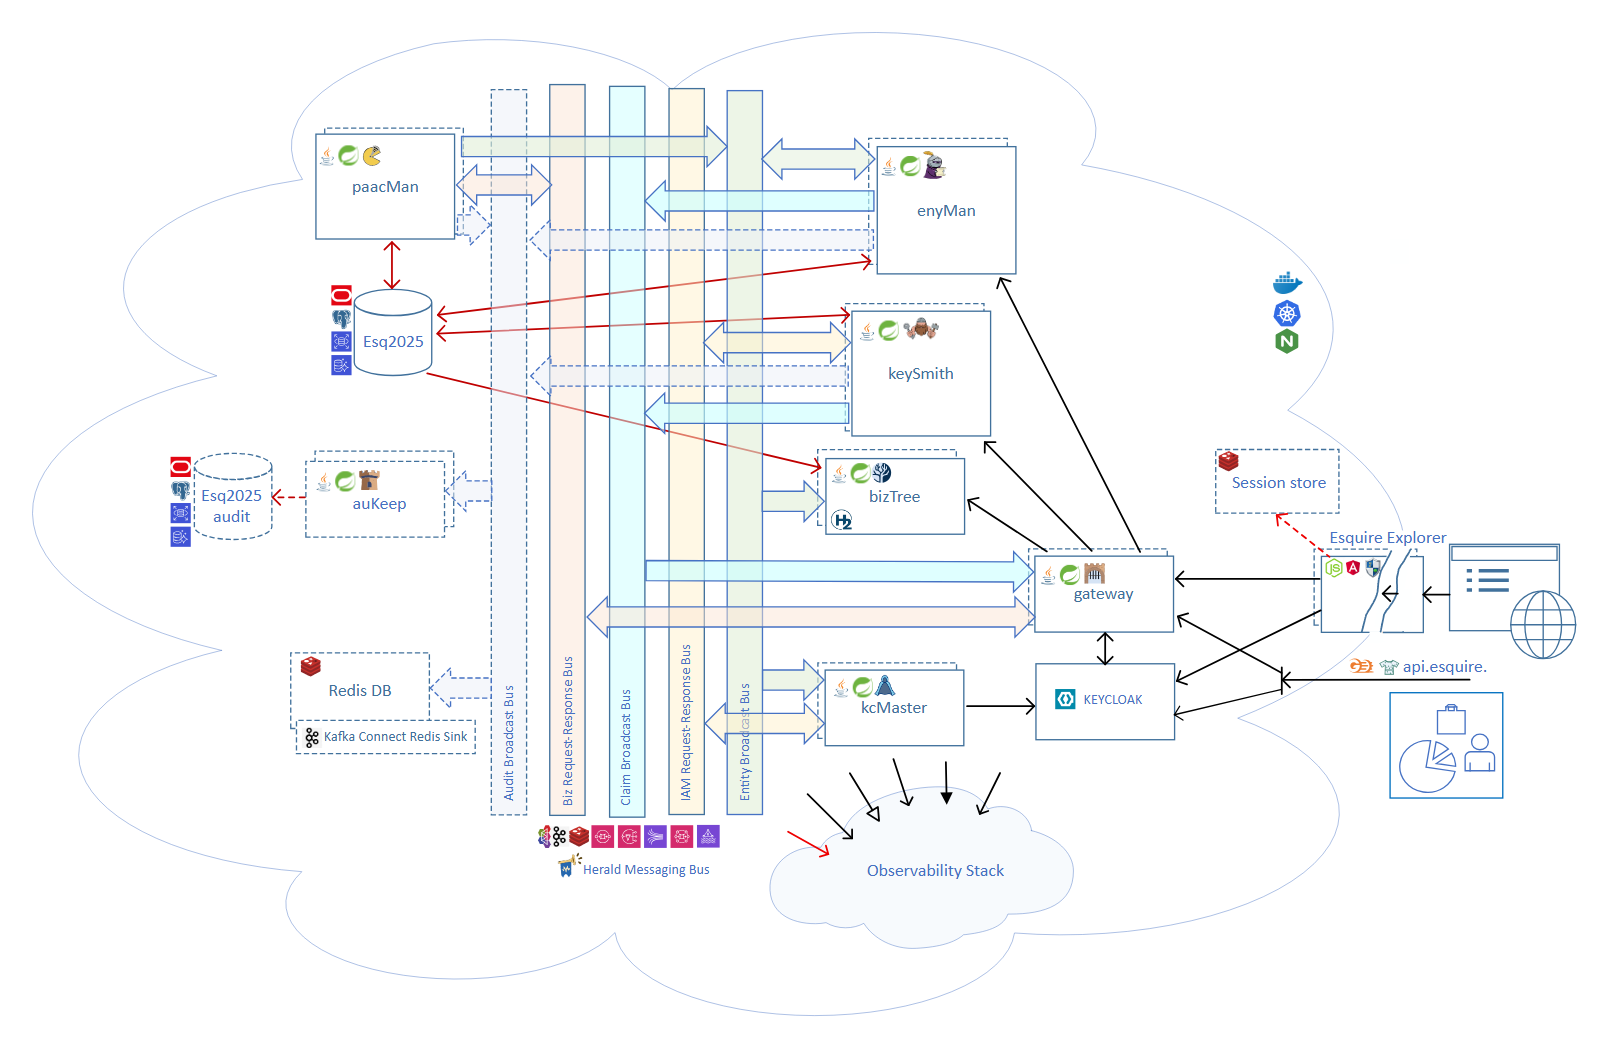 paacMan
enyMan
Esq2025
keySmith
bizTree
H2
Esq2025
audit
auKeep
Session store
Esquire Explorer
JS
gateway
Redis DB
Kafka Connect Redis Sink
kcMaster
KEYCLOAK
api.esquire.
Audit Broadcast Bus
Biz Request-Response Bus
Claim Broadcast Bus
IAM Request-Response Bus
Entity Broadcast Bus
Herald Messaging Bus
Observability Stack